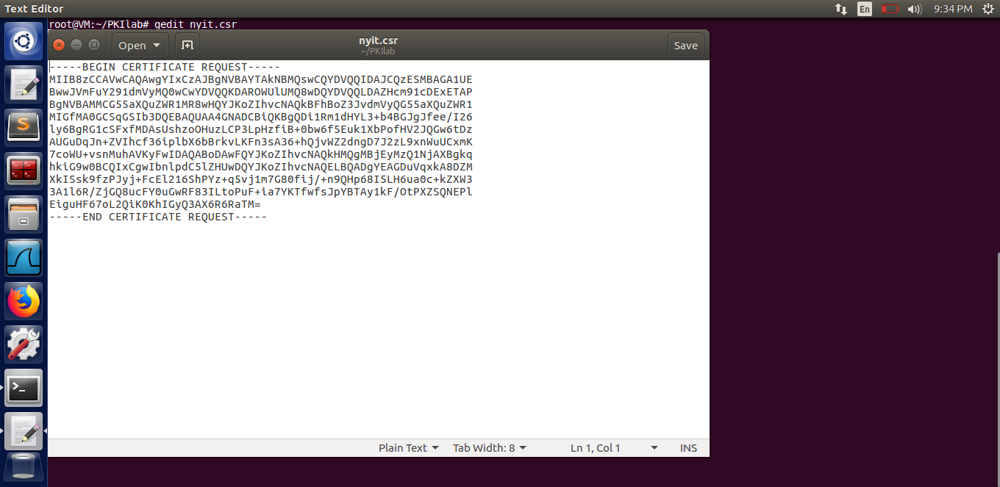 Text Editor
En
9:34 PM
root@VM:~/PKIlab# gedit nyit.csr
Open
nyit.csr
~/PKIlab
Save
-----BEGIN CERTIFICATE REQUEST-----
MIIB8zCCAVwCAQAwgYIxCzAJBgNVBAYTAkNBMQswCQYDVQQIDAJCQzESMBAGA1UE
BwwJVmFuY291dmVyMQ0wCwYDVQQKDAROWUlUMQ8wDQYDVQQLDAZHcm91cDExETAP
BgNVBAMMCG55aXQuZWR1MR8wHQYJKoZIhvcNAQkBFhBoZ3JvdmVyQG55aXQuZWR1
MIGfMA0GCSqGSIb3DQEBAQUAA4GNADCBiQKBgQDi1Rm1dHYL3+b4BGJgJfee/I26
ly6BgRG1cSFxfMDAsUshzoOHuzLCP3LpHzfiB+0bw6f5Euk1XbPofHV2JQGw6tDz
AUGuDqJn+ZVIhcf36iplbX6bBrkvLKFn3sA36+hQjvWZ2dngD7J2zL9xnWuUCxmK
7coWU+vsnMuhAVKyFwIDAQABoDAwFQYJKoZIhvcNAQkHMQgMBjEyMzQ1NjAXBgkq
hkiG9w0BCQIxCgwIbnlpdC5lZHUwDQYJKoZIhvcNAQELBQADgYEAGDuVqxkA8DZM
XkISsk9fzPJyj+FcEl216ShPYz+q5vj1m7G80fij/+n9QHp68I5LH6ua0c+kZXW3
3A1l6R/ZjGQ8ucFY0uGwRF83ILtoPuF+ia7YKTfwfsJpYBTAy1kF/OtPXZSQNEPl
EiguHF67oL2QiK0KhIGyQ3AX6R6RaTM=
-----END CERTIFICATE REQUEST-----
Plain Text
Tab Width: 8
Ln 1, Col 1
INS